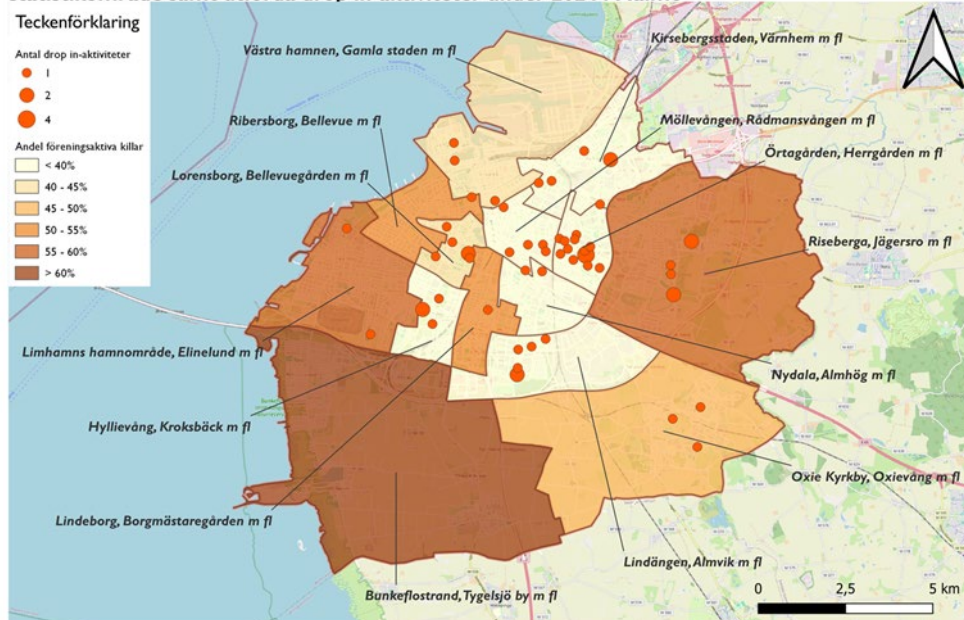 Teckenförklaring
Antal drop in-aktiviteter
1
2
4
Andel föreningsaktiva killar
< 40%
40 - 45%
45 - 50%
50 - 55%
55 - 60%
> 60%
Västra hamnen, Gamla staden m fl
Kirsebergsstaden, Värnhem m fl
Ribersborg, Bellevue m fl
Möllevången, Rådmansvången m fl
Lorensborg, Bellevuegården m fl
Örtagården, Herrgården m fl
Riseberga, Jägersro m fl
Limhamns hamnområde, Elinelund m fl
Nydala, Almhög m fl
Hyllievång, Kroksbäck m fl
Oxie Kyrkby, Oxievång m fl
Lindeborg, Borgmästaregården m fl
Lindängen, Almvik m fl
Bunkeflostrand, Tygelsjö by m fl
0 2,5 5 km